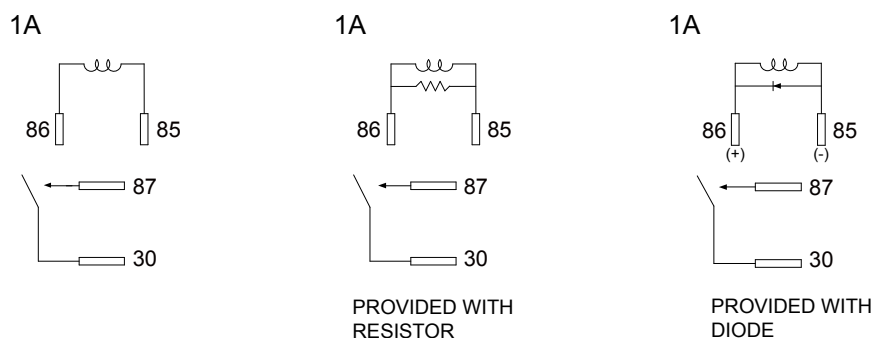 1A
86
85
87
30
1A
86
85
87
30
PROVIDED WITH
RESISTOR
1A
86
85
(+)
(-)
87
30
PROVIDED WITH
DIODE